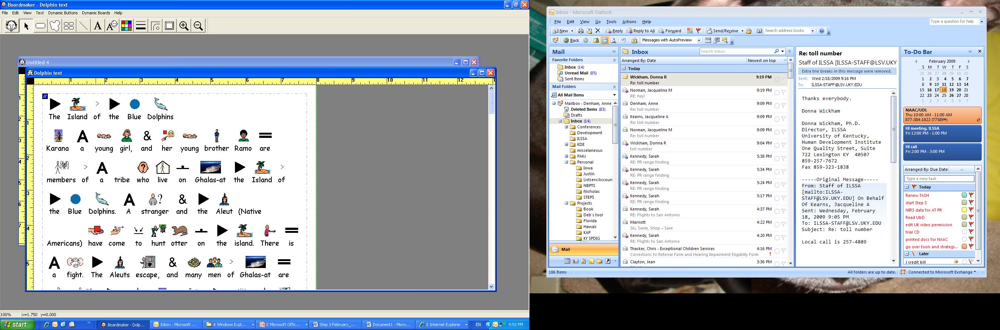 Boardmaker - Dolphin text
File Edit View Text Dynamic Buttons Dynamic Boards Help
Untitled 4
Dolphin text
1 2 3 4 5 6 7 8 9 10 11 12 1
The Island of the Blue Dolphins
Karana a young girl, and her young brother Ramo are
members of a tribe who live on Ghalas-at the Island of
the Blue Dolphins. A stranger and the Aleut (Native
Americans) have come to hunt otter on the island. There is
a fight. The Aleuts escape, and many men of Ghalas-at are
100% x=1.750 y=0.000
start
Boardmaker - Dolp...
Inbox - Microsoft ...
4 Windows Expl...
2 Microsoft Offic...
Step 3 February_...
Document1 - Micro...
2 Internet Explorer
EN
9:52 PM
Inbox - Microsoft Outlook
File Edit View Go Tools Actions Help
Type a question for help
New Reply Reply to All Forward Send/Receive Search address books
Back Messages with AutoPreview
Mail
Favorite Folders
Inbox (14)
Unread Mail (85)
Sent Items
Mail Folders
All Mail Items
Mailbox - Denham, Anne
Deleted Items (83)
Drafts
Inbox (14)
Conferences
Development
ILSSA
KDE
miscelaneous
PAKs
Personal
Iowa
Justin
Listserv/Accoun
NBPTS
Nicholas
STEPS
Projects
Book
Deb's tool
Florida
Hawaii
KAP
KY SPDIG
Mail
186 Items
Inbox
Search Inbox
Arranged By: Date Newest on top
Today
Wickham, Donna R 9:19 PM
Re: toll number
Norman, Jacqueline M 9:19 PM
RE: hey!
Denham, Anne 9:09 PM
Re: toll number
Kearns, Jacqueline A 9:09 PM
Re: toll number
Norman, Jacqueline M 9:09 PM
Re: toll number
Wickham, Donna R 9:04 PM
toll number
Kennedy, Sarah 5:38 PM
RE: PR range finding
Kennedy, Sarah 5:34 PM
RE: PR range finding
Kennedy, Sarah 5:24 PM
RE: PR range finding
Kennedy, Sarah 5:17 PM
RE: PR range finding
Kennedy, Sarah 4:37 PM
RE: Flights to San Antonio
Marriott 4:22 PM
Ski, Swim, Shop – Save
Kennedy, Sarah 4:20 PM
RE: Flights to San Antonio
Thacker, Chris - Exceptional Children Services 4:16 PM
Corrections to Referral Form and Hearing Impairment Eligiblity Form
Clayton, Jean 3:36 PM
Re: toll number
Staff of ILSSA [ILSSA-STAFF@LSV.UKY
Extra line breaks in this message were removed.
Sent: Wed 2/18/2009 9:16 PM
To: ILSSA-STAFF@LSV.UKY.EDU
Thanks everybody.
Donna Wickham
Donna Wickham, Ph.D.
Director, ILSSA
University of Kentucky,
Human Development Institute
One Quality Street, Suite
722 Lexington KY 40507
859-257-7672
Fax 859-323-1838
-----Original Message-----
From: Staff of ILSSA
[mailto:ILSSA-
STAFF@LSV.UKY.EDU] On Behalf
Of Kearns, Jacqueline A
Sent: Wednesday, February
18, 2009 9:05 PM
To: ILSSA-STAFF@LSV.UKY.EDU
Subject: Re: toll number
Local call is 257-4889
To-Do Bar
February 2009
S M T W T F S
25 26 27 28 29 30 31
1 2 3 4 5 6 7
8 9 10 11 12 13 14
15 16 17 18 19 20 21
22 23 24 25 26 27 28
1 2 3 4 5 6 7
NAAC/UDL
Thu 10:00 AM - 11:00 AM
877-384-1822 (77589#)
HI meeting, ILSSA
Fri 12:00 PM - 1:00 PM
HI call
Fri 2:00 PM - 3:00 PM
Arranged By: Due Date
Type a new task
Today
Renew TASH
start Step 3
NIRS data for AT PR
Read UbD
edit UK video permission
trial CD
printed docs for NAAC
go over tools and strategi...
Later
J credit bill
All folders are up to date. Connected to Microsoft Exchange